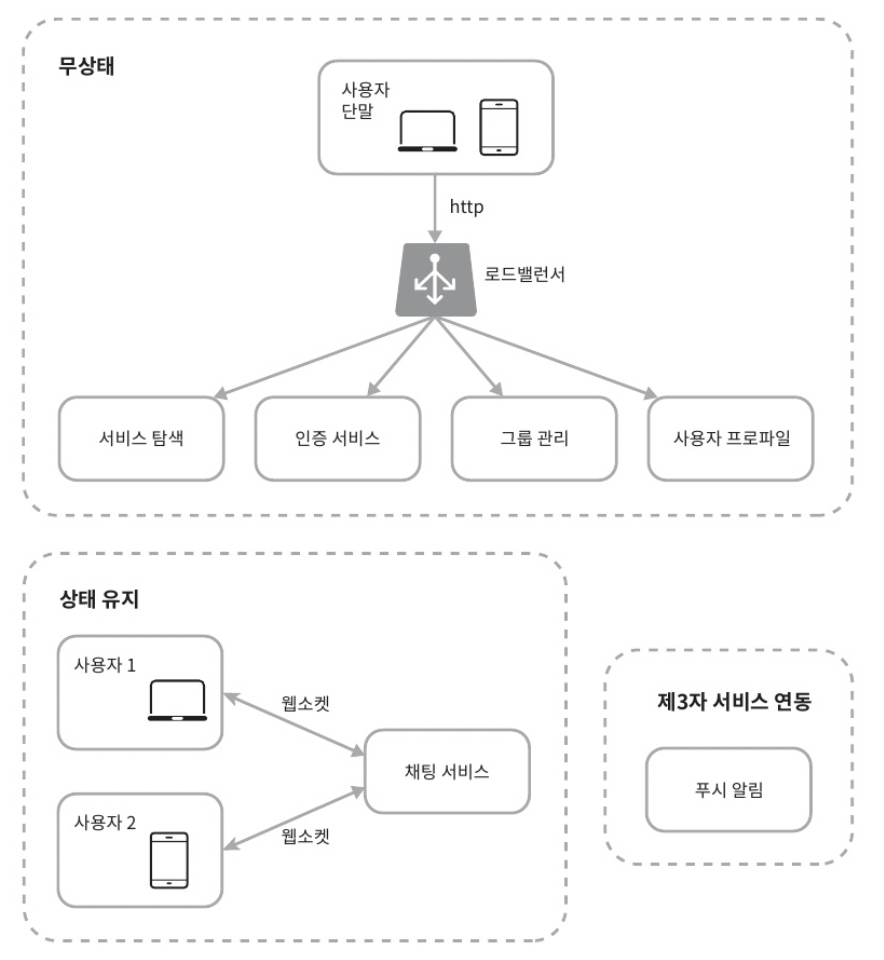 무상태
사용자
단말
http
로드밸런서
서비스 탐색
인증 서비스
그룹 관리
사용자 프로파일
상태 유지
사용자 1
웹소켓
채팅 서비스
사용자 2
웹소켓
제3자 서비스 연동
푸시 알림